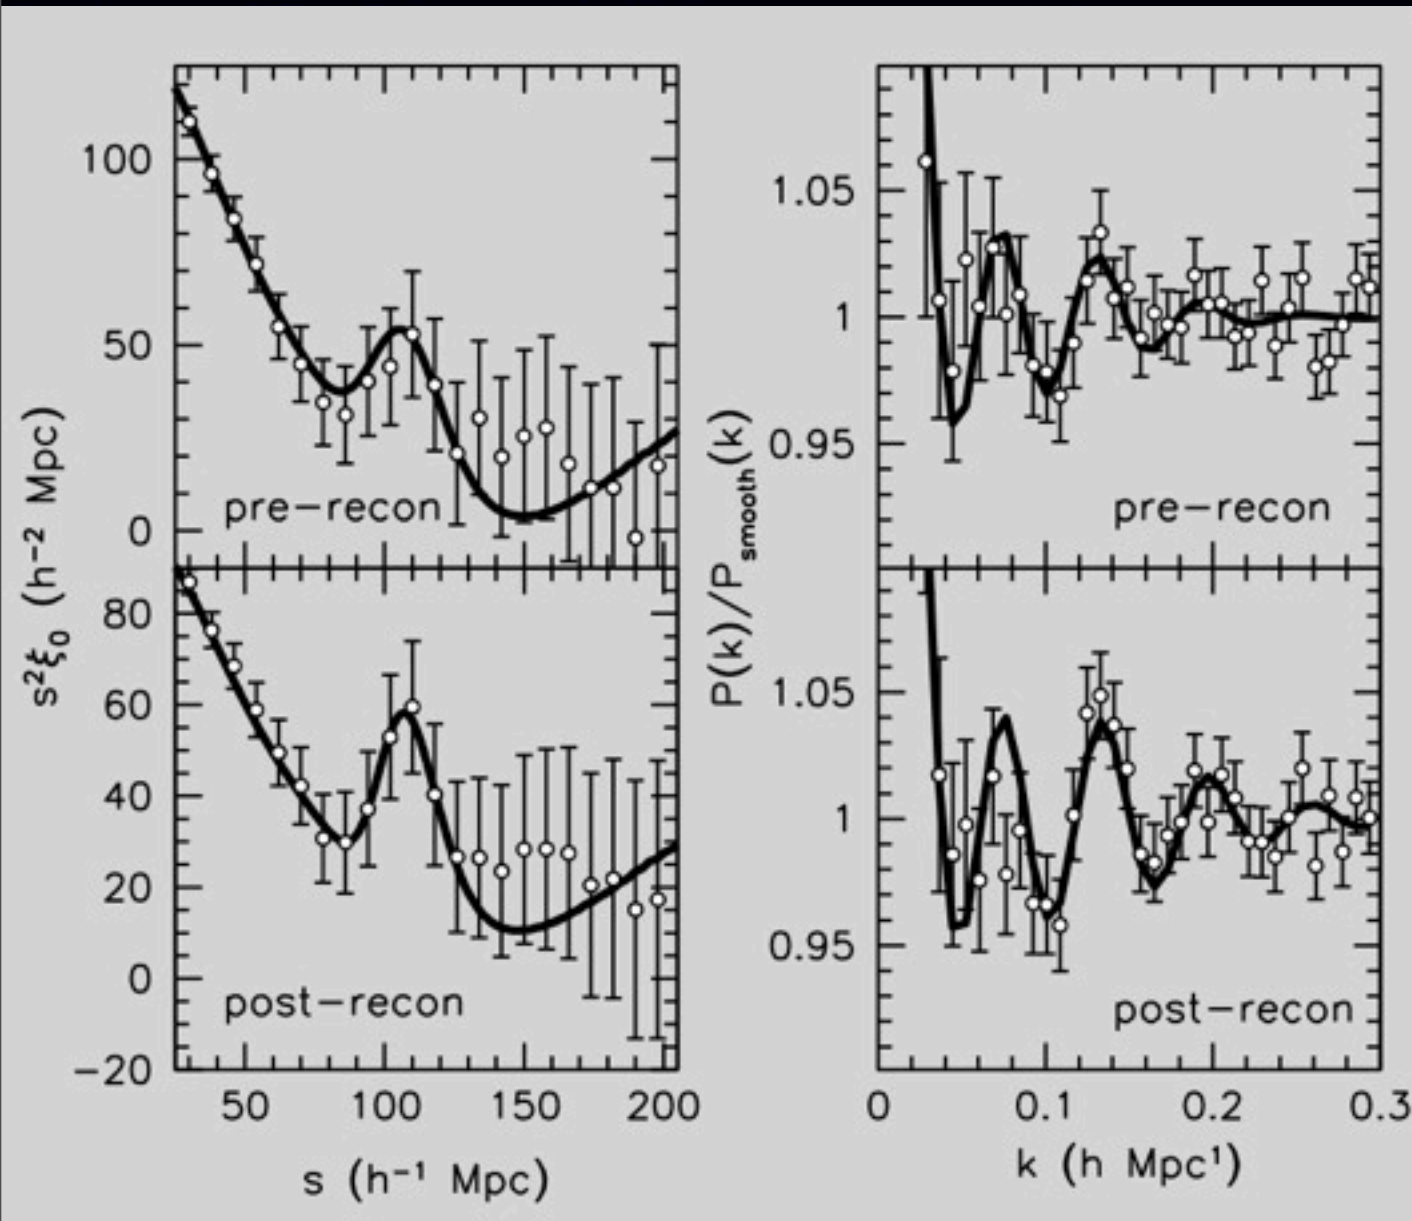 s²ξ₀ (h⁻² Mpc)
100
50
0
pre−recon
80
60
40
20
0
−20
post−recon
50 100 150 200
s (h⁻¹ Mpc)
P(k)/Pₛₘₒₒₜₕ(k)
1.05
1
0.95
pre−recon
1.05
1
0.95
post−recon
0 0.1 0.2 0.3
k (h Mpc¹)